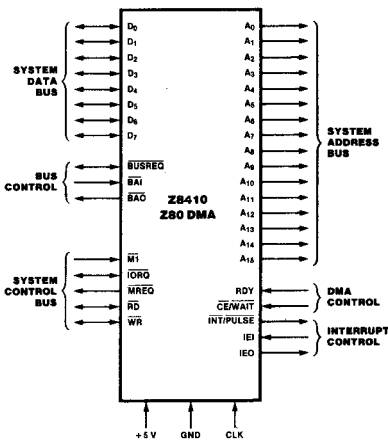 SYSTEM
DATA
BUS
D0
D1
D2
D3
D4
D5
D6
D7
BUS
CONTROL
BUSREQ
BAI
BAO
SYSTEM
CONTROL
BUS
M1
IORQ
MREQ
RD
WR
Z8410
Z80 DMA
A0
A1
A2
A3
A4
A5
A6
A7
A8
A9
A10
A11
A12
A13
A14
A15
SYSTEM
ADDRESS
BUS
RDY
CE/WAIT
INT/PULSE
IEI
IEO
DMA
CONTROL
INTERRUPT
CONTROL
+5 V
GND
CLK